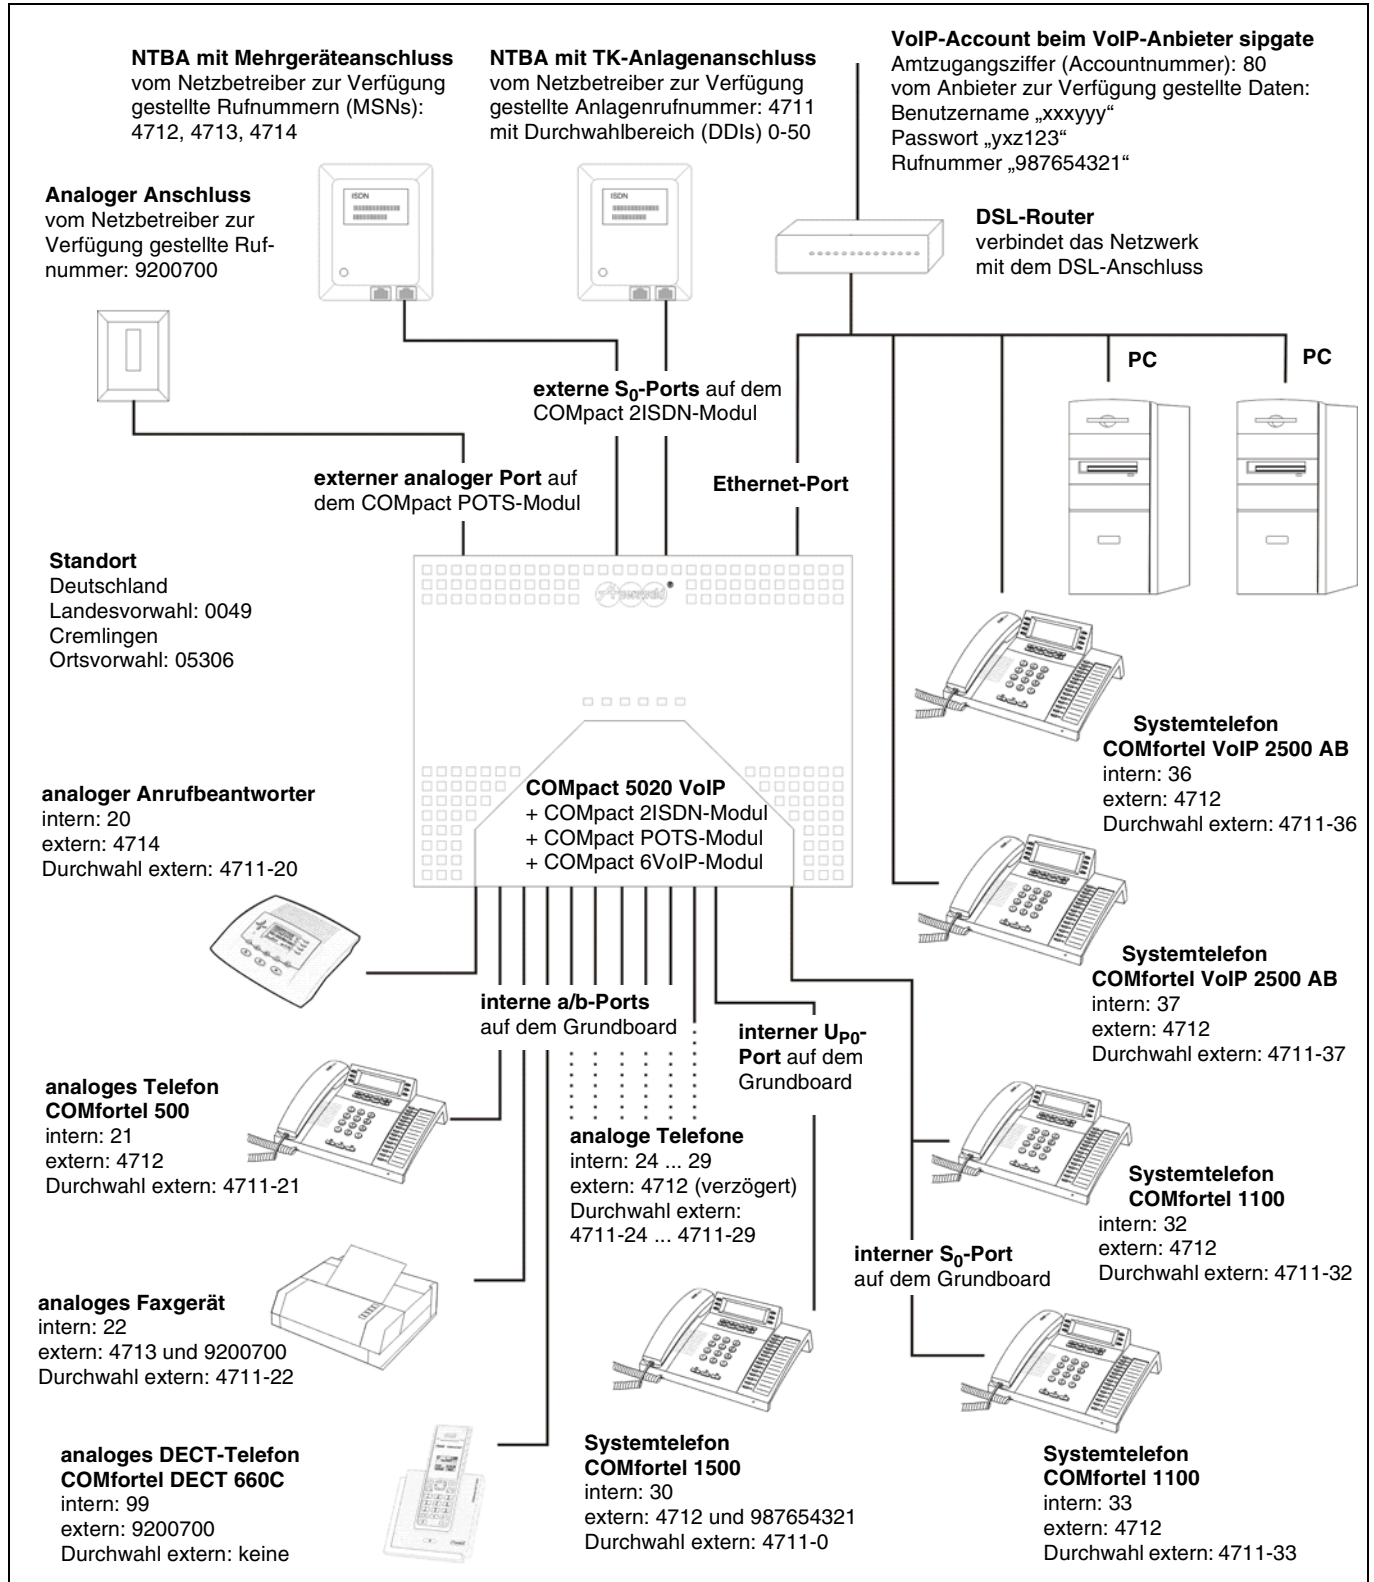 NTBA mit Mehrgeräteanschluss
vom Netzbetreiber zur Verfügung
gestellte Rufnummern (MSNs):
4712, 4713, 4714
NTBA mit TK-Anlagenanschluss
vom Netzbetreiber zur Verfügung
gestellte Anlagenrufnummer: 4711
mit Durchwahlbereich (DDIs) 0-50
VoIP-Account beim VoIP-Anbieter sipgate
Amtzugangsziffer (Accountnummer): 80
vom Anbieter zur Verfügung gestellte Daten:
Benutzername „xxxyyy“
Passwort „yxz123“
Rufnummer „987654321“
Analoger Anschluss
vom Netzbetreiber zur
Verfügung gestellte Ruf-
nummer: 9200700
ISDN
ISDN
DSL-Router
verbindet das Netzwerk
mit dem DSL-Anschluss
PC
PC
externe S0-Ports auf dem
COMpact 2ISDN-Modul
externer analoger Port auf
dem COMpact POTS-Modul
Ethernet-Port
Standort
Deutschland
Landesvorwahl: 0049
Cremlingen
Ortsvorwahl: 05306
Auerswald ®
COMpact 5020 VoIP
+ COMpact 2ISDN-Modul
+ COMpact POTS-Modul
+ COMpact 6VoIP-Modul
Systemtelefon
COMfortel VoIP 2500 AB
intern: 36
extern: 4712
Durchwahl extern: 4711-36
analoger Anrufbeantworter
intern: 20
extern: 4714
Durchwahl extern: 4711-20
Systemtelefon
COMfortel VoIP 2500 AB
intern: 37
extern: 4712
Durchwahl extern: 4711-37
interne a/b-Ports
auf dem Grundboard
interner UP0-
Port auf dem
Grundboard
analoges Telefon
COMfortel 500
intern: 21
extern: 4712
Durchwahl extern: 4711-21
analoge Telefone
intern: 24 ... 29
extern: 4712 (verzögert)
Durchwahl extern:
4711-24 ... 4711-29
Systemtelefon
COMfortel 1100
intern: 32
extern: 4712
Durchwahl extern: 4711-32
interner S0-Port
auf dem Grundboard
analoges Faxgerät
intern: 22
extern: 4713 und 9200700
Durchwahl extern: 4711-22
analoges DECT-Telefon
COMfortel DECT 660C
intern: 99
extern: 9200700
Durchwahl extern: keine
Systemtelefon
COMfortel 1500
intern: 30
extern: 4712 und 987654321
Durchwahl extern: 4711-0
Systemtelefon
COMfortel 1100
intern: 33
extern: 4712
Durchwahl extern: 4711-33